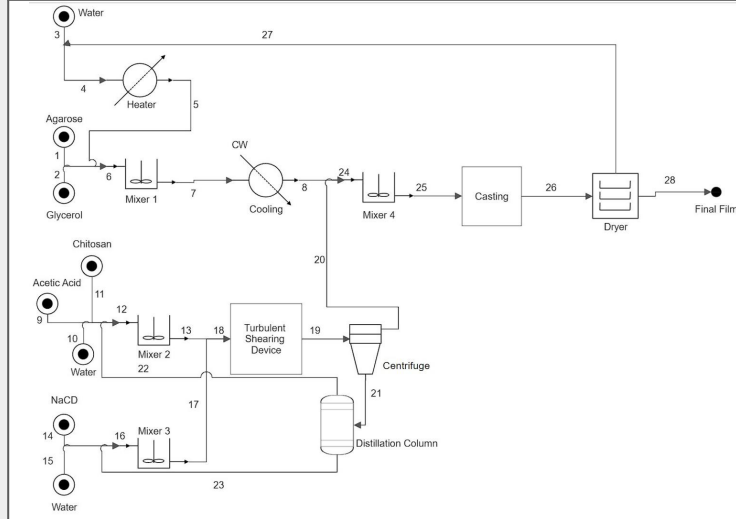 Water
3
27
4
5
Heater
Agarose
1
2
6
Glycerol
Mixer 1
7
CW
Cooling
8
24
Mixer 4
25
Casting
26
Dryer
28
Final Film
20
Chitosan
11
Acetic Acid
9
10
Water
12
Mixer 2
13
18
Turbulent
Shearing
Device
19
Centrifuge
22
21
17
NaCD
14
15
16
Mixer 3
Water
23
Distillation Column